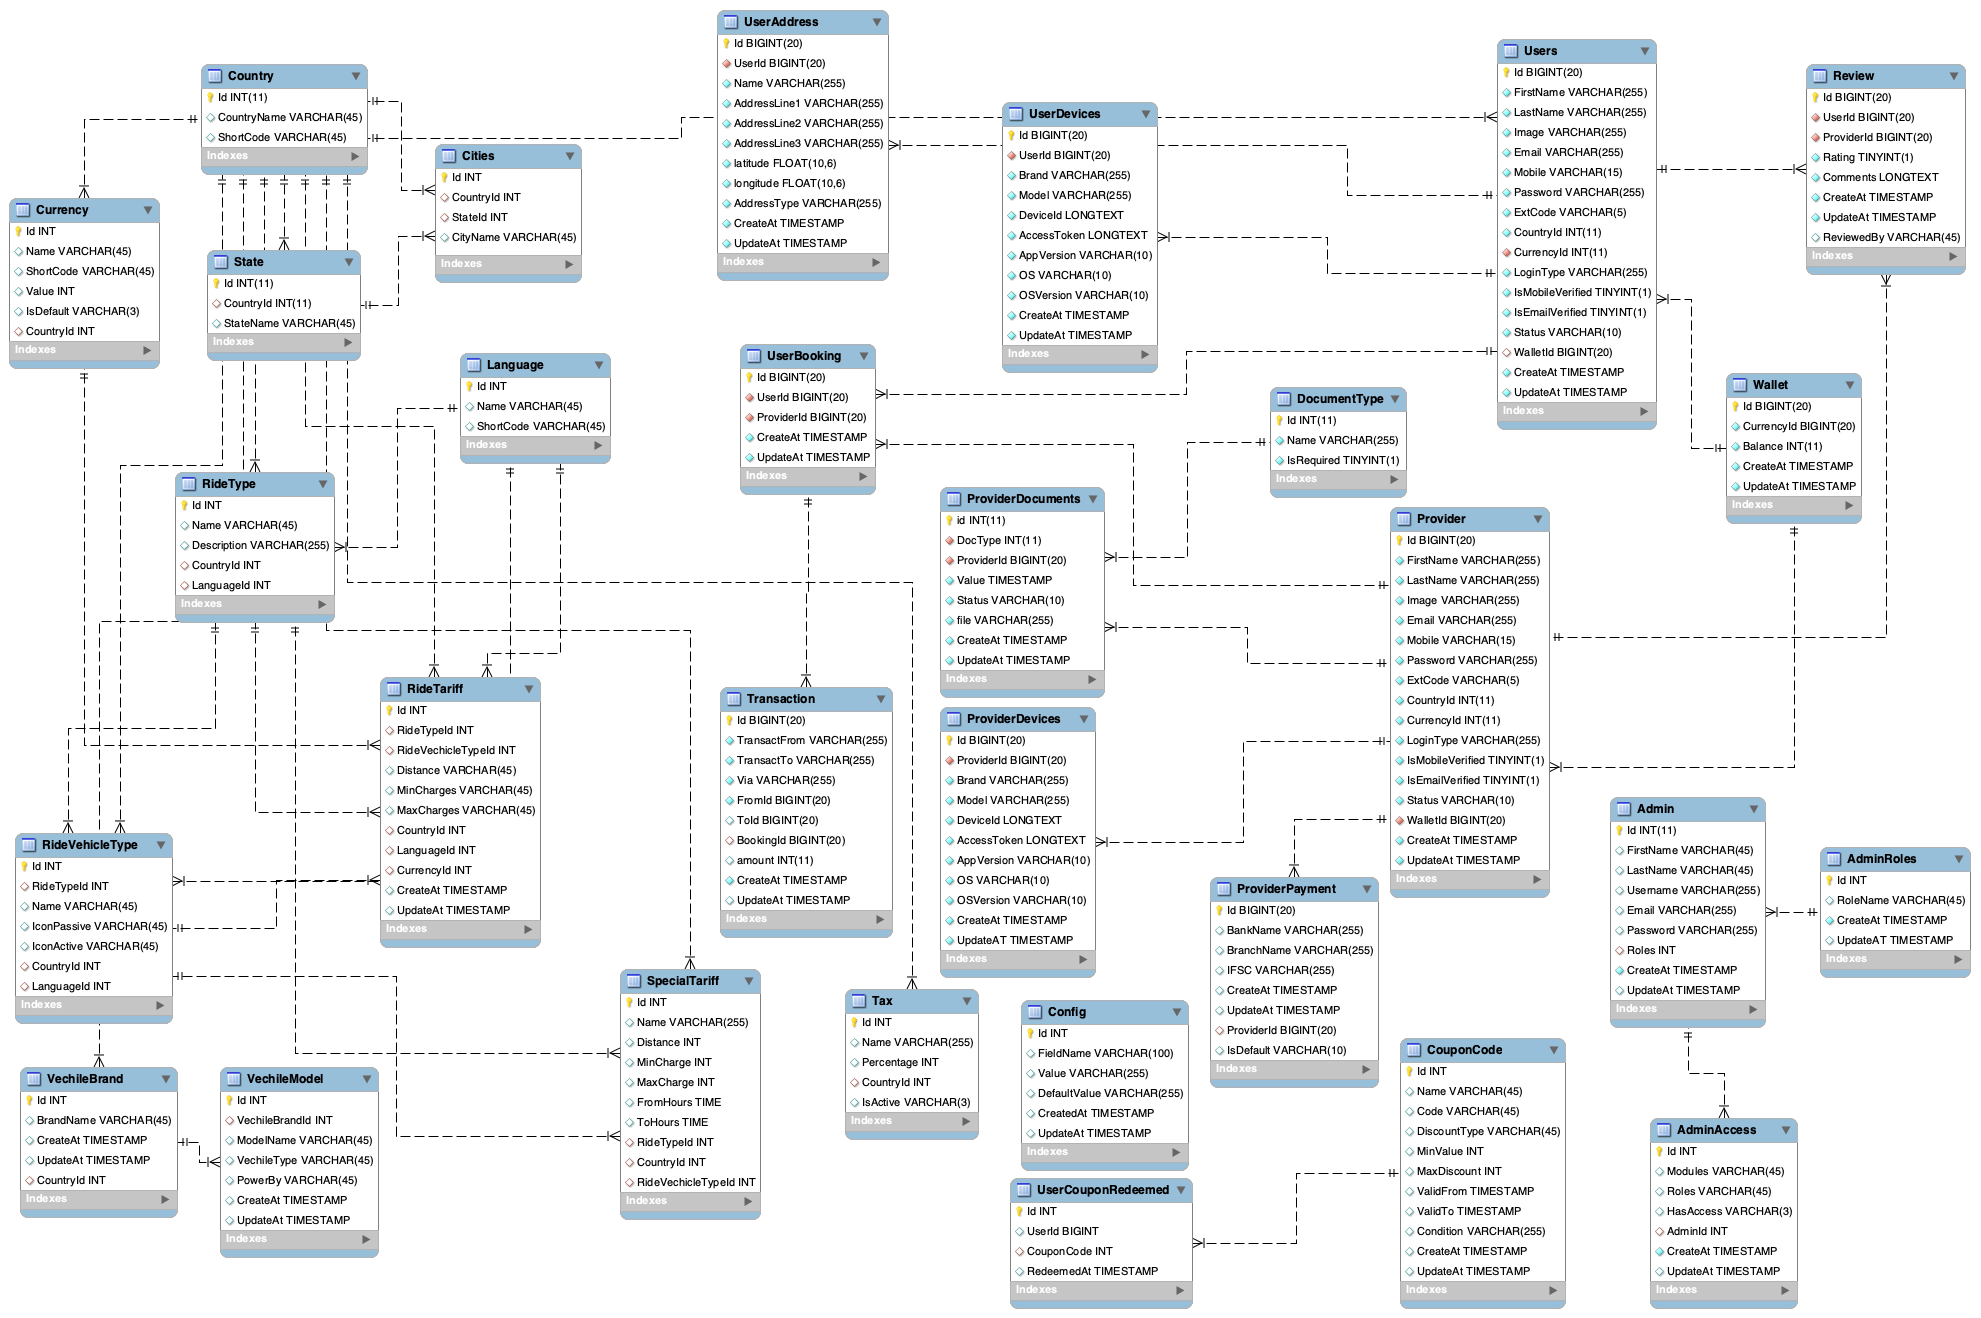 UserAddress
Id BIGINT(20)
UserId BIGINT(20)
Name VARCHAR(255)
AddressLine1 VARCHAR(255)
AddressLine2 VARCHAR(255)
AddressLine3 VARCHAR(255)
latitude FLOAT(10,6)
longitude FLOAT(10,6)
AddressType VARCHAR(255)
CreateAt TIMESTAMP
UpdateAt TIMESTAMP
Indexes
Users
Id BIGINT(20)
FirstName VARCHAR(255)
LastName VARCHAR(255)
Image VARCHAR(255)
Email VARCHAR(255)
Mobile VARCHAR(15)
Password VARCHAR(255)
ExtCode VARCHAR(5)
CountryId INT(11)
CurrencyId INT(11)
LoginType VARCHAR(255)
IsMobileVerified TINYINT(1)
IsEmailVerified TINYINT(1)
Status VARCHAR(10)
WalletId BIGINT(20)
CreateAt TIMESTAMP
UpdateAt TIMESTAMP
Indexes
Country
Id INT(11)
CountryName VARCHAR(45)
ShortCode VARCHAR(45)
Indexes
Review
Id BIGINT(20)
UserId BIGINT(20)
ProviderId BIGINT(20)
Rating TINYINT(1)
Comments LONGTEXT
CreateAt TIMESTAMP
UpdateAt TIMESTAMP
ReviewedBy VARCHAR(45)
Indexes
UserDevices
Id BIGINT(20)
UserId BIGINT(20)
Brand VARCHAR(255)
Model VARCHAR(255)
DeviceId LONGTEXT
AccessToken LONGTEXT
AppVersion VARCHAR(10)
OS VARCHAR(10)
OSVersion VARCHAR(10)
CreateAt TIMESTAMP
UpdateAt TIMESTAMP
Indexes
Cities
Id INT
CountryId INT
StateId INT
CityName VARCHAR(45)
Indexes
Currency
Id INT
Name VARCHAR(45)
ShortCode VARCHAR(45)
Value INT
IsDefault VARCHAR(3)
CountryId INT
Indexes
State
Id INT(11)
CountryId INT(11)
StateName VARCHAR(45)
Indexes
Language
Id INT
Name VARCHAR(45)
ShortCode VARCHAR(45)
Indexes
UserBooking
Id BIGINT(20)
UserId BIGINT(20)
ProviderId BIGINT(20)
CreateAt TIMESTAMP
UpdateAt TIMESTAMP
Indexes
DocumentType
Id INT(11)
Name VARCHAR(255)
IsRequired TINYINT(1)
Indexes
Wallet
Id BIGINT(20)
CurrencyId BIGINT(20)
Balance INT(11)
CreateAt TIMESTAMP
UpdateAt TIMESTAMP
Indexes
RideType
Id INT
Name VARCHAR(45)
Description VARCHAR(255)
CountryId INT
LanguageId INT
Indexes
ProviderDocuments
id INT(11)
DocType INT(11)
ProviderId BIGINT(20)
Value TIMESTAMP
Status VARCHAR(10)
file VARCHAR(255)
CreateAt TIMESTAMP
UpdateAt TIMESTAMP
Indexes
Provider
Id BIGINT(20)
FirstName VARCHAR(255)
LastName VARCHAR(255)
Image VARCHAR(255)
Email VARCHAR(255)
Mobile VARCHAR(15)
Password VARCHAR(255)
ExtCode VARCHAR(5)
CountryId INT(11)
CurrencyId INT(11)
LoginType VARCHAR(255)
IsMobileVerified TINYINT(1)
IsEmailVerified TINYINT(1)
Status VARCHAR(10)
WalletId BIGINT(20)
CreateAt TIMESTAMP
UpdateAt TIMESTAMP
Indexes
RideTariff
Id INT
RideTypeId INT
RideVechicleTypeId INT
Distance VARCHAR(45)
MinCharges VARCHAR(45)
MaxCharges VARCHAR(45)
CountryId INT
LanguageId INT
CurrencyId INT
CreateAt TIMESTAMP
UpdateAt TIMESTAMP
Indexes
Transaction
Id BIGINT(20)
TransactFrom VARCHAR(255)
TransactTo VARCHAR(255)
Via VARCHAR(255)
FromId BIGINT(20)
ToId BIGINT(20)
BookingId BIGINT(20)
amount INT(11)
CreateAt TIMESTAMP
UpdateAt TIMESTAMP
Indexes
ProviderDevices
Id BIGINT(20)
ProviderId BIGINT(20)
Brand VARCHAR(255)
Model VARCHAR(255)
DeviceId LONGTEXT
AccessToken LONGTEXT
AppVersion VARCHAR(10)
OS VARCHAR(10)
OSVersion VARCHAR(10)
CreateAt TIMESTAMP
UpdateAT TIMESTAMP
Indexes
Admin
Id INT(11)
FirstName VARCHAR(45)
LastName VARCHAR(45)
Username VARCHAR(255)
Email VARCHAR(255)
Password VARCHAR(255)
Roles INT
CreateAt TIMESTAMP
UpdateAt TIMESTAMP
Indexes
AdminRoles
Id INT
RoleName VARCHAR(45)
CreateAt TIMESTAMP
UpdateAT TIMESTAMP
Indexes
RideVehicleType
Id INT
RideTypeId INT
Name VARCHAR(45)
IconPassive VARCHAR(45)
IconActive VARCHAR(45)
CountryId INT
LanguageId INT
Indexes
ProviderPayment
Id BIGINT(20)
BankName VARCHAR(255)
BranchName VARCHAR(255)
IFSC VARCHAR(255)
CreateAt TIMESTAMP
UpdateAt TIMESTAMP
ProviderId BIGINT(20)
IsDefault VARCHAR(10)
Indexes
SpecialTariff
Id INT
Name VARCHAR(255)
Distance INT
MinCharge INT
MaxCharge INT
FromHours TIME
ToHours TIME
RideTypeId INT
CountryId INT
RideVechicleTypeId INT
Indexes
Tax
Id INT
Name VARCHAR(255)
Percentage INT
CountryId INT
IsActive VARCHAR(3)
Indexes
Config
Id INT
FieldName VARCHAR(100)
Value VARCHAR(255)
DefaultValue VARCHAR(255)
CreatedAt TIMESTAMP
UpdateAt TIMESTAMP
Indexes
CouponCode
Id INT
Name VARCHAR(45)
Code VARCHAR(45)
DiscountType VARCHAR(45)
MinValue INT
MaxDiscount INT
ValidFrom TIMESTAMP
ValidTo TIMESTAMP
Condition VARCHAR(255)
CreateAt TIMESTAMP
UpdateAt TIMESTAMP
Indexes
VechileBrand
Id INT
BrandName VARCHAR(45)
CreateAt TIMESTAMP
UpdateAt TIMESTAMP
CountryId INT
Indexes
VechileModel
Id INT
VechileBrandId INT
ModelName VARCHAR(45)
VechileType VARCHAR(45)
PowerBy VARCHAR(45)
CreateAt TIMESTAMP
UpdateAt TIMESTAMP
Indexes
AdminAccess
Id INT
Modules VARCHAR(45)
Roles VARCHAR(45)
HasAccess VARCHAR(3)
AdminId INT
CreateAt TIMESTAMP
UpdateAt TIMESTAMP
Indexes
UserCouponRedeemed
Id INT
UserId BIGINT
CouponCode INT
RedeemedAt TIMESTAMP
Indexes